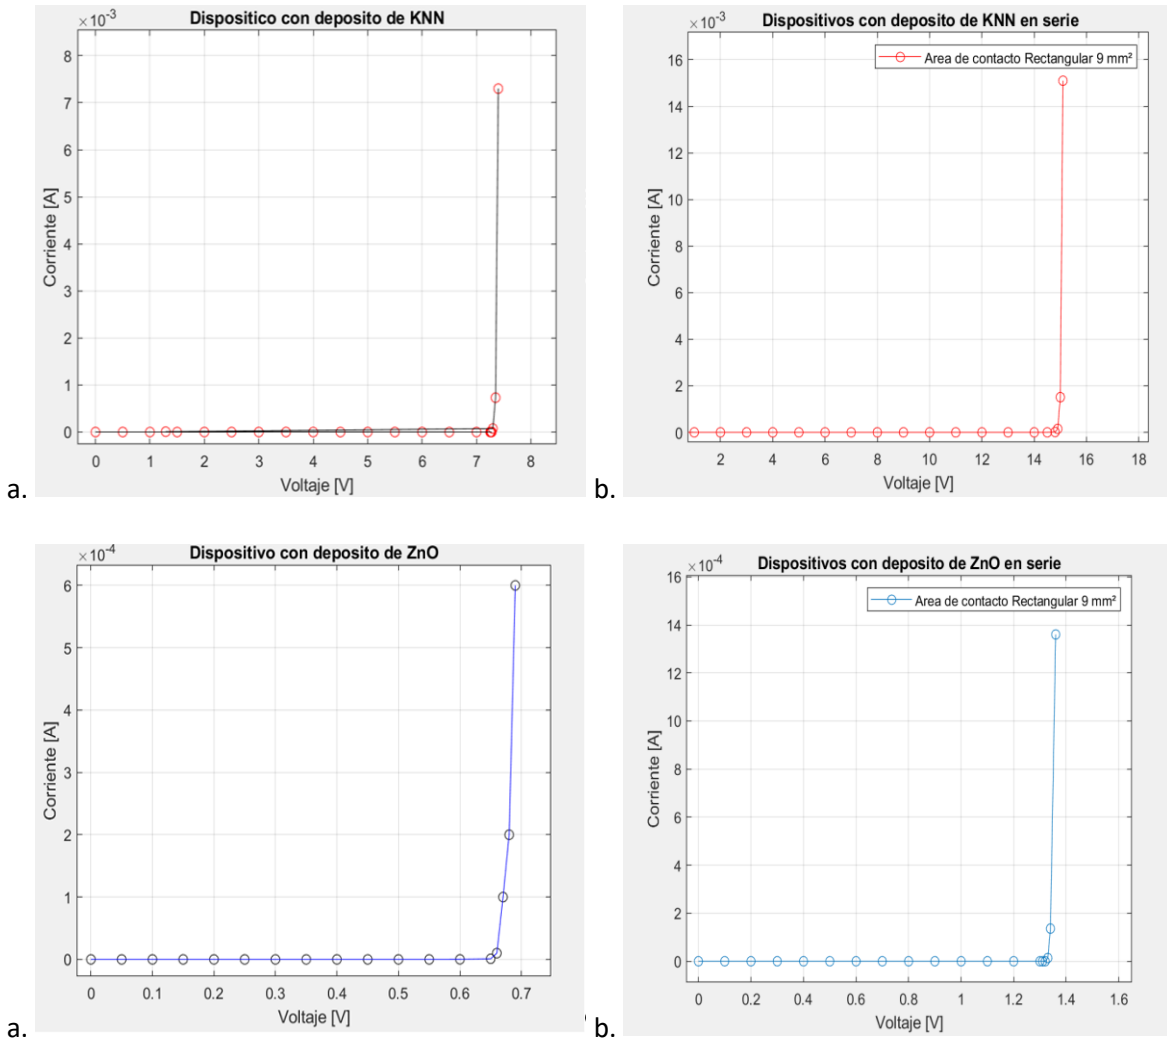 Dispositico con deposito de KNN
×10⁻³
8
7
6
5
4
3
2
1
0
Corriente [A]
0 1 2 3 4 5 6 7 8
Voltaje [V]
a.
Dispositivos con deposito de KNN en serie
×10⁻³
Area de contacto Rectangular 9 mm²
16
14
12
10
8
6
4
2
0
Corriente [A]
2 4 6 8 10 12 14 16 18
Voltaje [V]
b.
Dispositivo con deposito de ZnO
×10⁻⁴
6
5
4
3
2
1
0
Corriente [A]
0 0.1 0.2 0.3 0.4 0.5 0.6 0.7
Voltaje [V]
a.
Dispositivos con deposito de ZnO en serie
×10⁻⁴
Area de contacto Rectangular 9 mm²
16
14
12
10
8
6
4
2
0
Corriente [A]
0 0.2 0.4 0.6 0.8 1 1.2 1.4 1.6
Voltaje [V]
b.